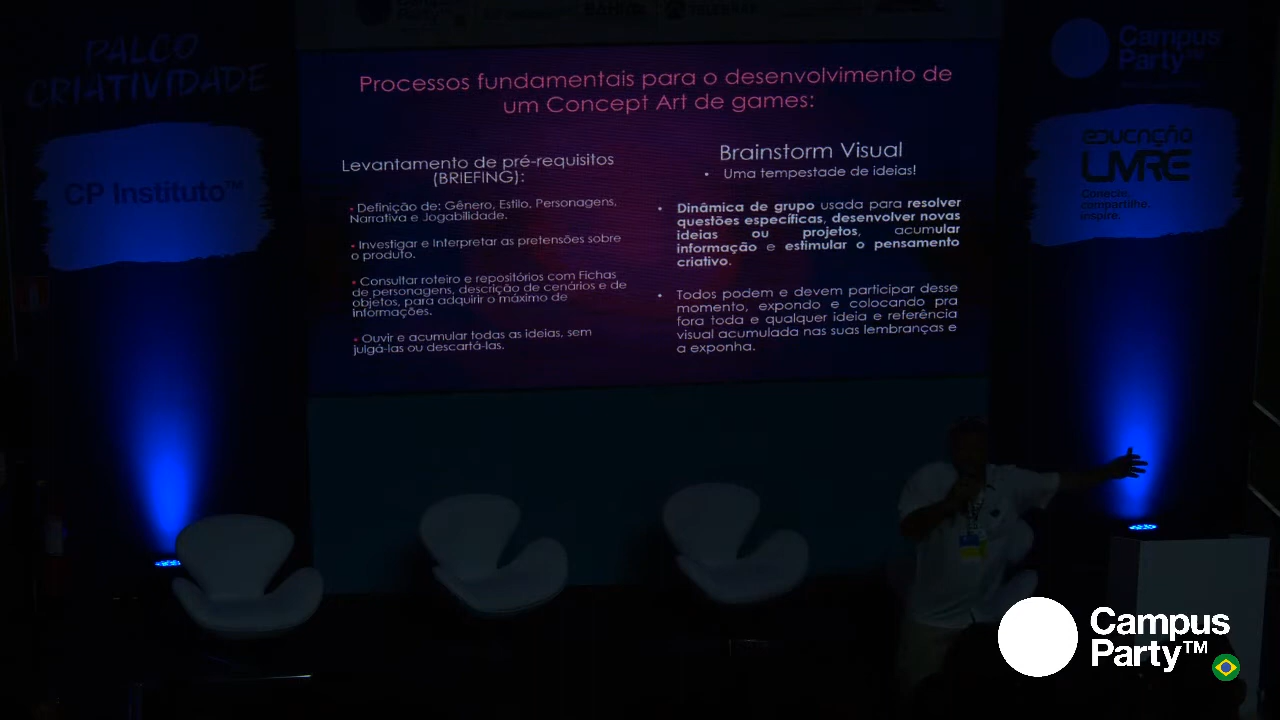 PALCO
CRIATIVIDADE
CP Instituto™
Processos fundamentais para o desenvolvimento de
um Concept Art de games:
Levantamento de pré-requisitos
(BRIEFING):
• Definição de: Gênero, Estilo, Personagens,
Narrativa e Jogabilidade.
• Investigar e Interpretar as pretensões sobre
o produto.
• Consultar roteiro e repositórios com Fichas
de personagens, descrição de cenários e de
objetos, para adquirir o máximo de
informações.
• Ouvir e acumular todas as ideias, sem
julgá-las ou descartá-las.
Brainstorm Visual
• Uma tempestade de ideias!
• Dinâmica de grupo usada para resolver
questões específicas, desenvolver novas
ideias ou projetos, acumular
informação e estimular o pensamento
criativo.
• Todos podem e devem participar desse
momento, expondo e colocando pra
fora toda e qualquer ideia e referência
visual acumulada nas suas lembranças e
a exponha.
Campus
Party™
EDUCAÇÃO
LIVRE
Conecte,
compartilhe,
inspire.
Campus
Party™